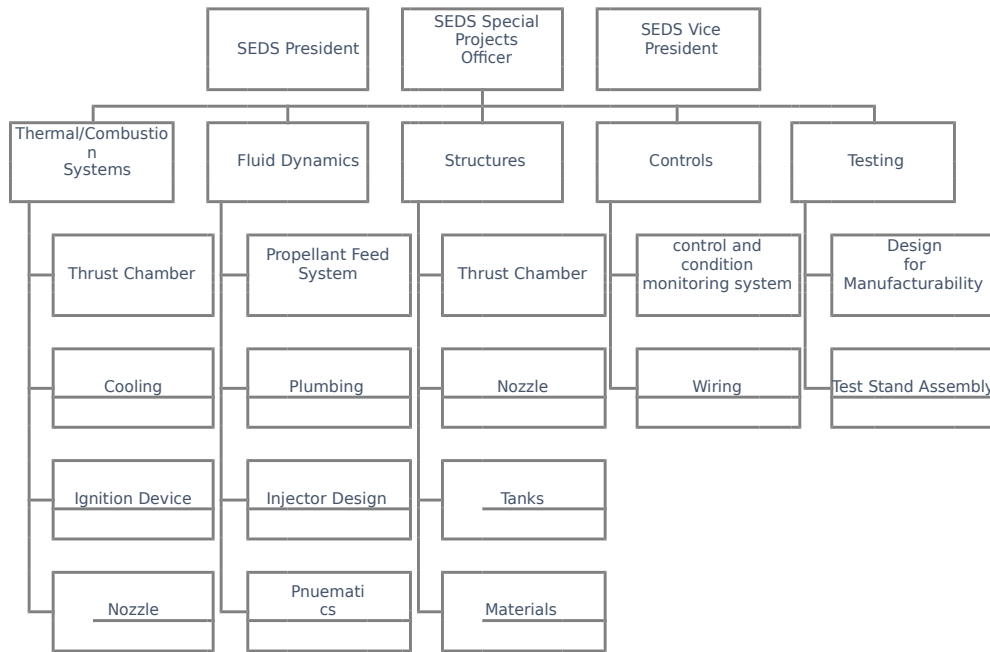 SEDS President
SEDS Special
Projects
Officer
SEDS Vice
President
Thermal/Combustio
n
Systems
Fluid Dynamics
Structures
Controls
Testing
Thrust Chamber
Propellant Feed
System
Thrust Chamber
control and
condition
monitoring system
Design
for
Manufacturability
Cooling
Plumbing
Nozzle
Wiring
Test Stand Assembly
Ignition Device
Injector Design
Tanks
Nozzle
Pnuemati
cs
Materials